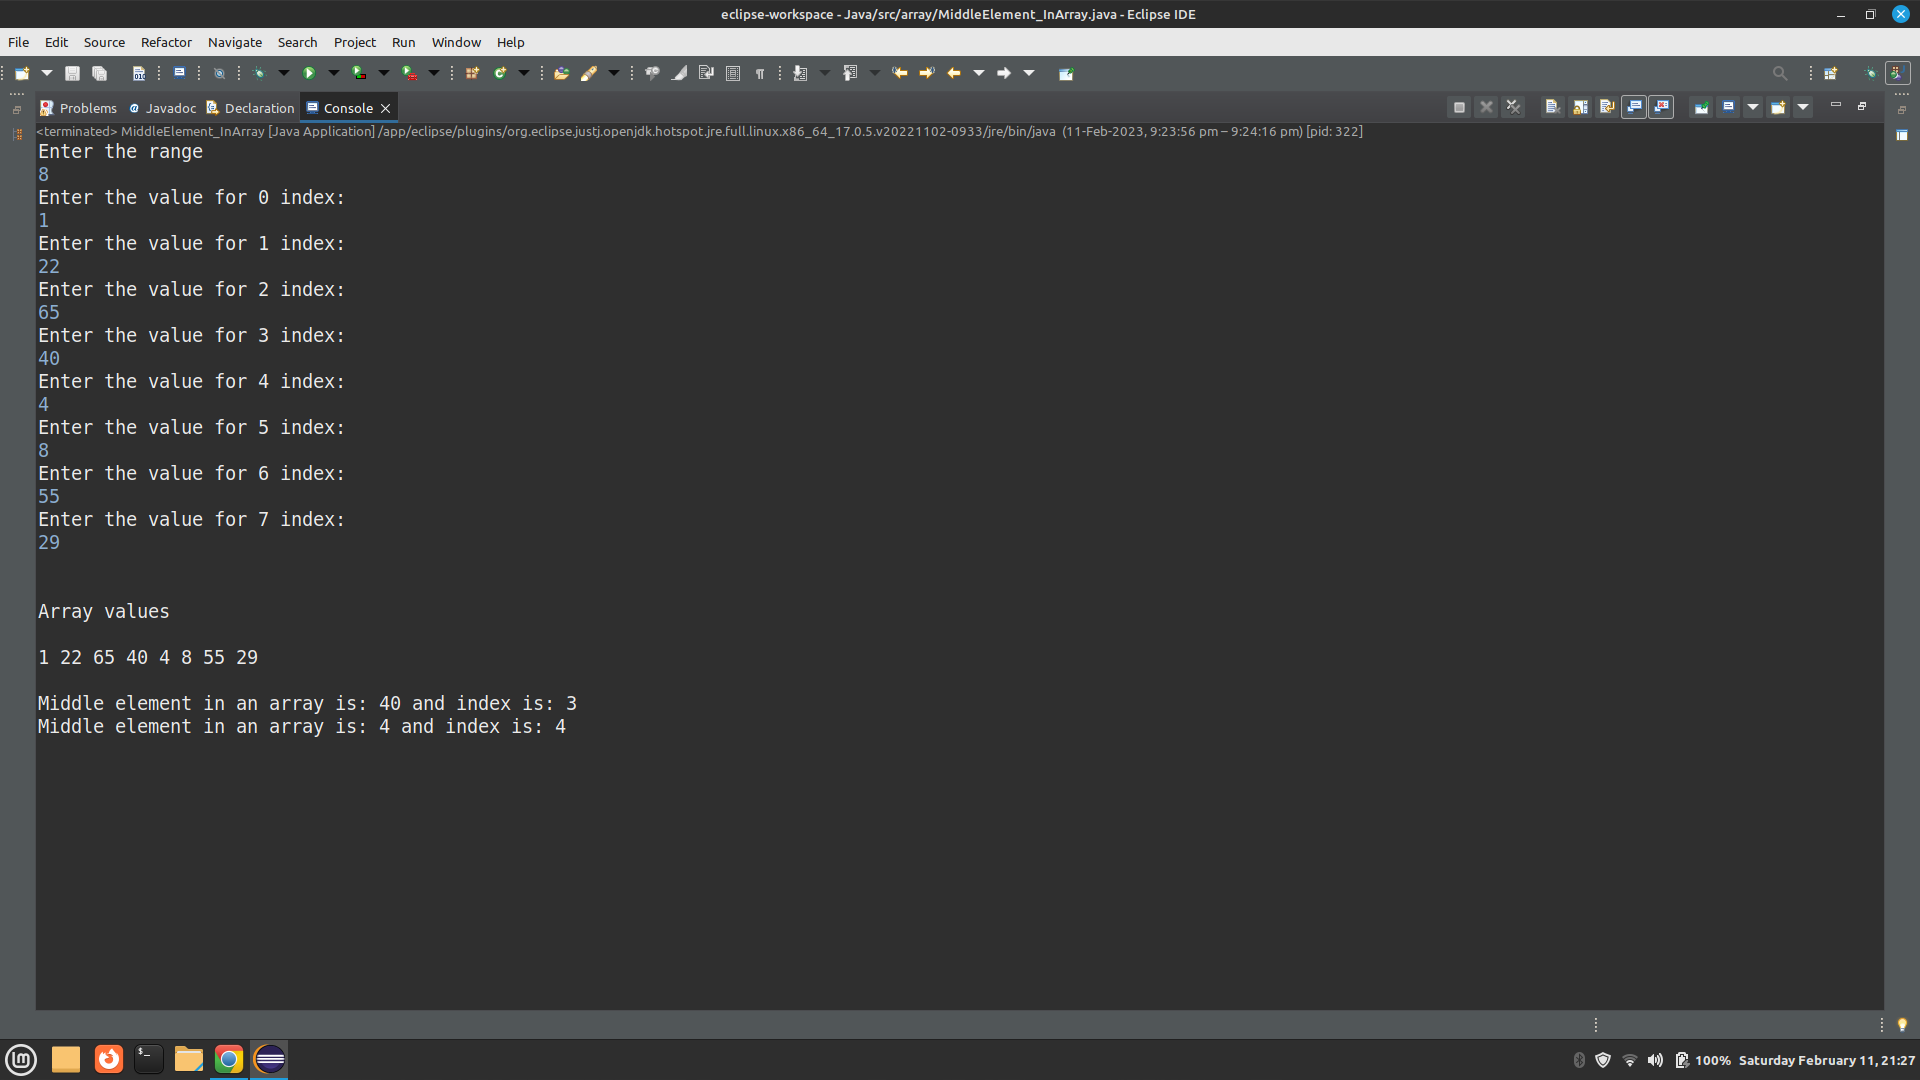 eclipse-workspace - Java/src/array/MiddleElement_InArray.java - Eclipse IDE
File Edit Source Refactor Navigate Search Project Run Window Help
Problems Javadoc Declaration Console
<terminated> MiddleElement_InArray [Java Application] /app/eclipse/plugins/org.eclipse.justj.openjdk.hotspot.jre.full.linux.x86_64_17.0.5.v20221102-0933/jre/bin/java (11-Feb-2023, 9:23:56 pm – 9:24:16 pm) [pid: 322]
Enter the range
8
Enter the value for 0 index:
1
Enter the value for 1 index:
22
Enter the value for 2 index:
65
Enter the value for 3 index:
40
Enter the value for 4 index:
4
Enter the value for 5 index:
8
Enter the value for 6 index:
55
Enter the value for 7 index:
29
Array values
1 22 65 40 4 8 55 29
Middle element in an array is: 40 and index is: 3
Middle element in an array is: 4 and index is: 4
100% Saturday February 11, 21:27